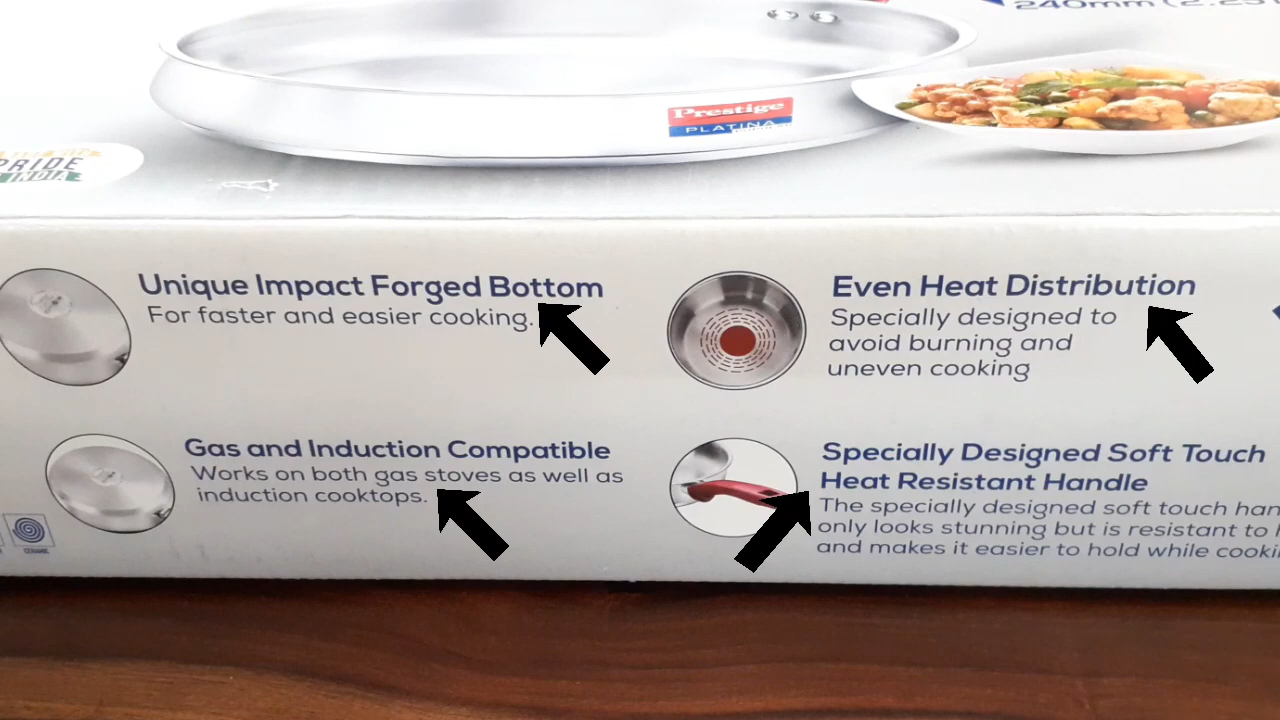 240mm
Prestige
PLATINA
PRIDE
INDIA
Unique Impact Forged Bottom
For faster and easier cooking.
Even Heat Distribution
Specially designed to
avoid burning and
uneven cooking
Gas and Induction Compatible
Works on both gas stoves as well as
induction cooktops.
CERAMIC
Specially Designed Soft Touch
Heat Resistant Handle
The specially designed soft touch
only looks stunning but is resistant to
and makes it easier to hold while